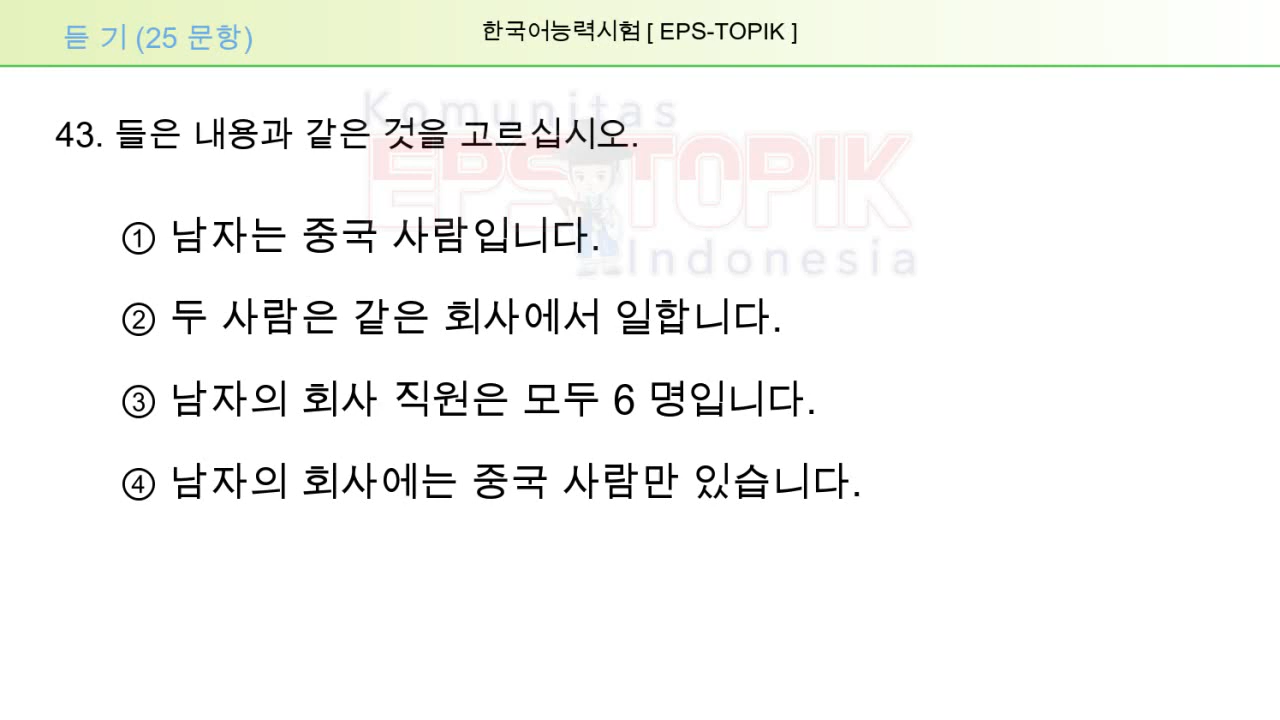 듣 기 (25 문항)
한국어능력시험 [ EPS-TOPIK ]
Komunitas
EPS TOPIK
Indonesia
43. 들은 내용과 같은 것을 고르십시오.
① 남자는 중국 사람입니다.
② 두 사람은 같은 회사에서 일합니다.
③ 남자의 회사 직원은 모두 6 명입니다.
④ 남자의 회사에는 중국 사람만 있습니다.